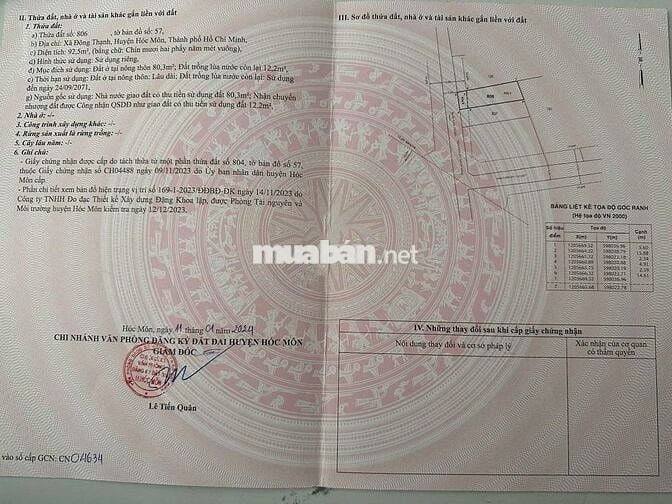 II. Thửa đất, nhà ở và tài sản khác gắn liền với đất
1. Thửa đất:
a) Thửa đất số: 806 tờ bản đồ số: 57,
b) Địa chỉ: Xã Đông Thạnh, Huyện Hóc Môn, Thành phố Hồ Chí Minh,
c) Diện tích: 92,5m², (bằng chữ: Chín mươi hai phẩy năm mét vuông),
d) Hình thức sử dụng: Sử dụng riêng,
đ) Mục đích sử dụng: Đất ở tại nông thôn 80,3m²; Đất trồng lúa nước còn lại 12,2m²,
e) Thời hạn sử dụng: Đất ở tại nông thôn: Lâu dài; Đất trồng lúa nước còn lại: Sử dụng
đến ngày 24/09/2071,
g) Nguồn gốc sử dụng: Nhà nước giao đất có thu tiền sử dụng đất 80,3m²; Nhận chuyển
nhượng đất được Công nhận QSDĐ như giao đất có thu tiền sử dụng đất 12,2m².
2. Nhà ở: -/-
3. Công trình xây dựng khác: -/-
4. Rừng sản xuất là rừng trồng: -/-
5. Cây lâu năm: -/-
6. Ghi chú:
- Giấy chứng nhận được cấp do tách thửa từ một phần thửa đất số 804, tờ bản đồ số 57,
thuộc Giấy chứng nhận số CH04488 ngày 09/11/2023 do Ủy ban nhân dân huyện Hóc
Môn cấp.
- Phần chi tiết xem bản đồ hiện trạng vị trí số 169-1-2023/ĐĐBĐ-ĐK ngày 14/11/2023 do
Công ty TNHH Đo đạc Thiết kế Xây dựng Đăng Khoa lập, được Phòng Tài nguyên và
Môi trường huyện Hóc Môn kiểm tra 12/12/2023.
Hóc Môn, ngày 11 tháng 01 năm 2024
CHI NHÁNH VĂN PHÒNG ĐĂNG KÝ ĐẤT ĐAI HUYỆN HÓC MÔN
GIÁM ĐỐC
Lê Tiến Quân
vào sổ cấp GCN: CN04634
muaban.net
III. Sơ đồ thửa đất, nhà ở và tài sản khác gắn liền với đất
806
807
BẢNG LIỆT KÊ TỌA ĐỘ GÓC RANH
(Hệ tọa độ VN 2000)
Số hiệu điểm Tọa độ Cạnh (m)
X(m) Y(m)
IV. Những thay đổi sau khi cấp giấy chứng nhận
Nội dung thay đổi và cơ sở pháp lý
Xác nhận của cơ quan
có thẩm quyền